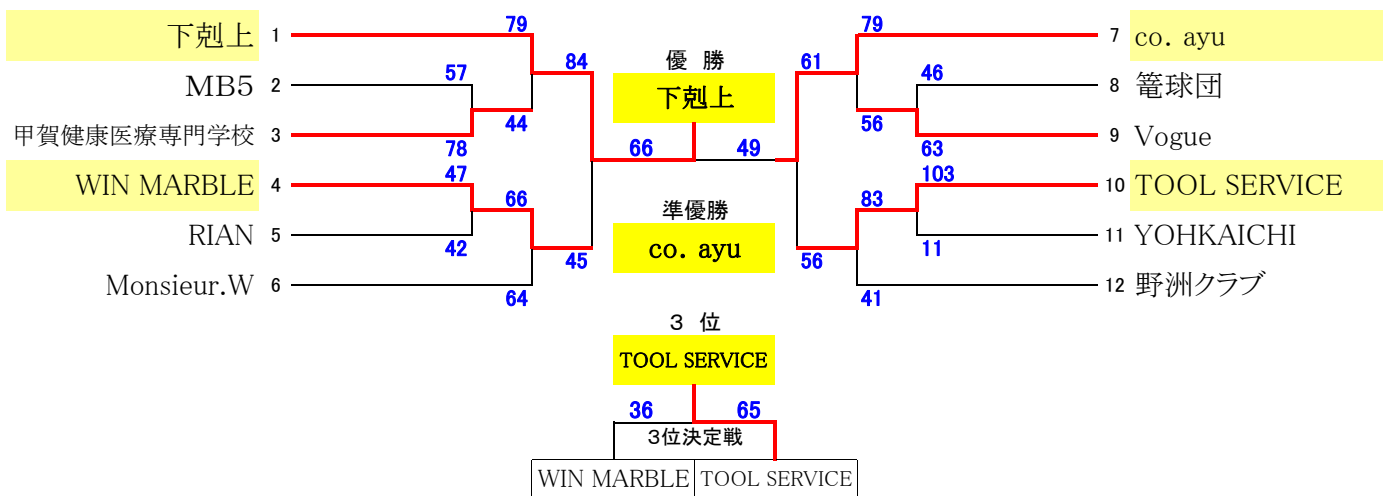 79 79
下剋上 1 7 co. ayu
84 優 勝 61
57 46
MB5 2 下剋上 8 篭球団
44 56
甲賀健康医療専門学校 3 9 Vogue
78 66 49 63
47 103
WIN MARBLE 4 10 TOOL SERVICE
66 準優勝 83
RIAN 5 co. ayu 11 YOHKAICHI
42 11
45 56
Monsieur.W 6 12 野洲クラブ
64 41
3 位
TOOL SERVICE
36 65
3位決定戦
WIN MARBLE TOOL SERVICE